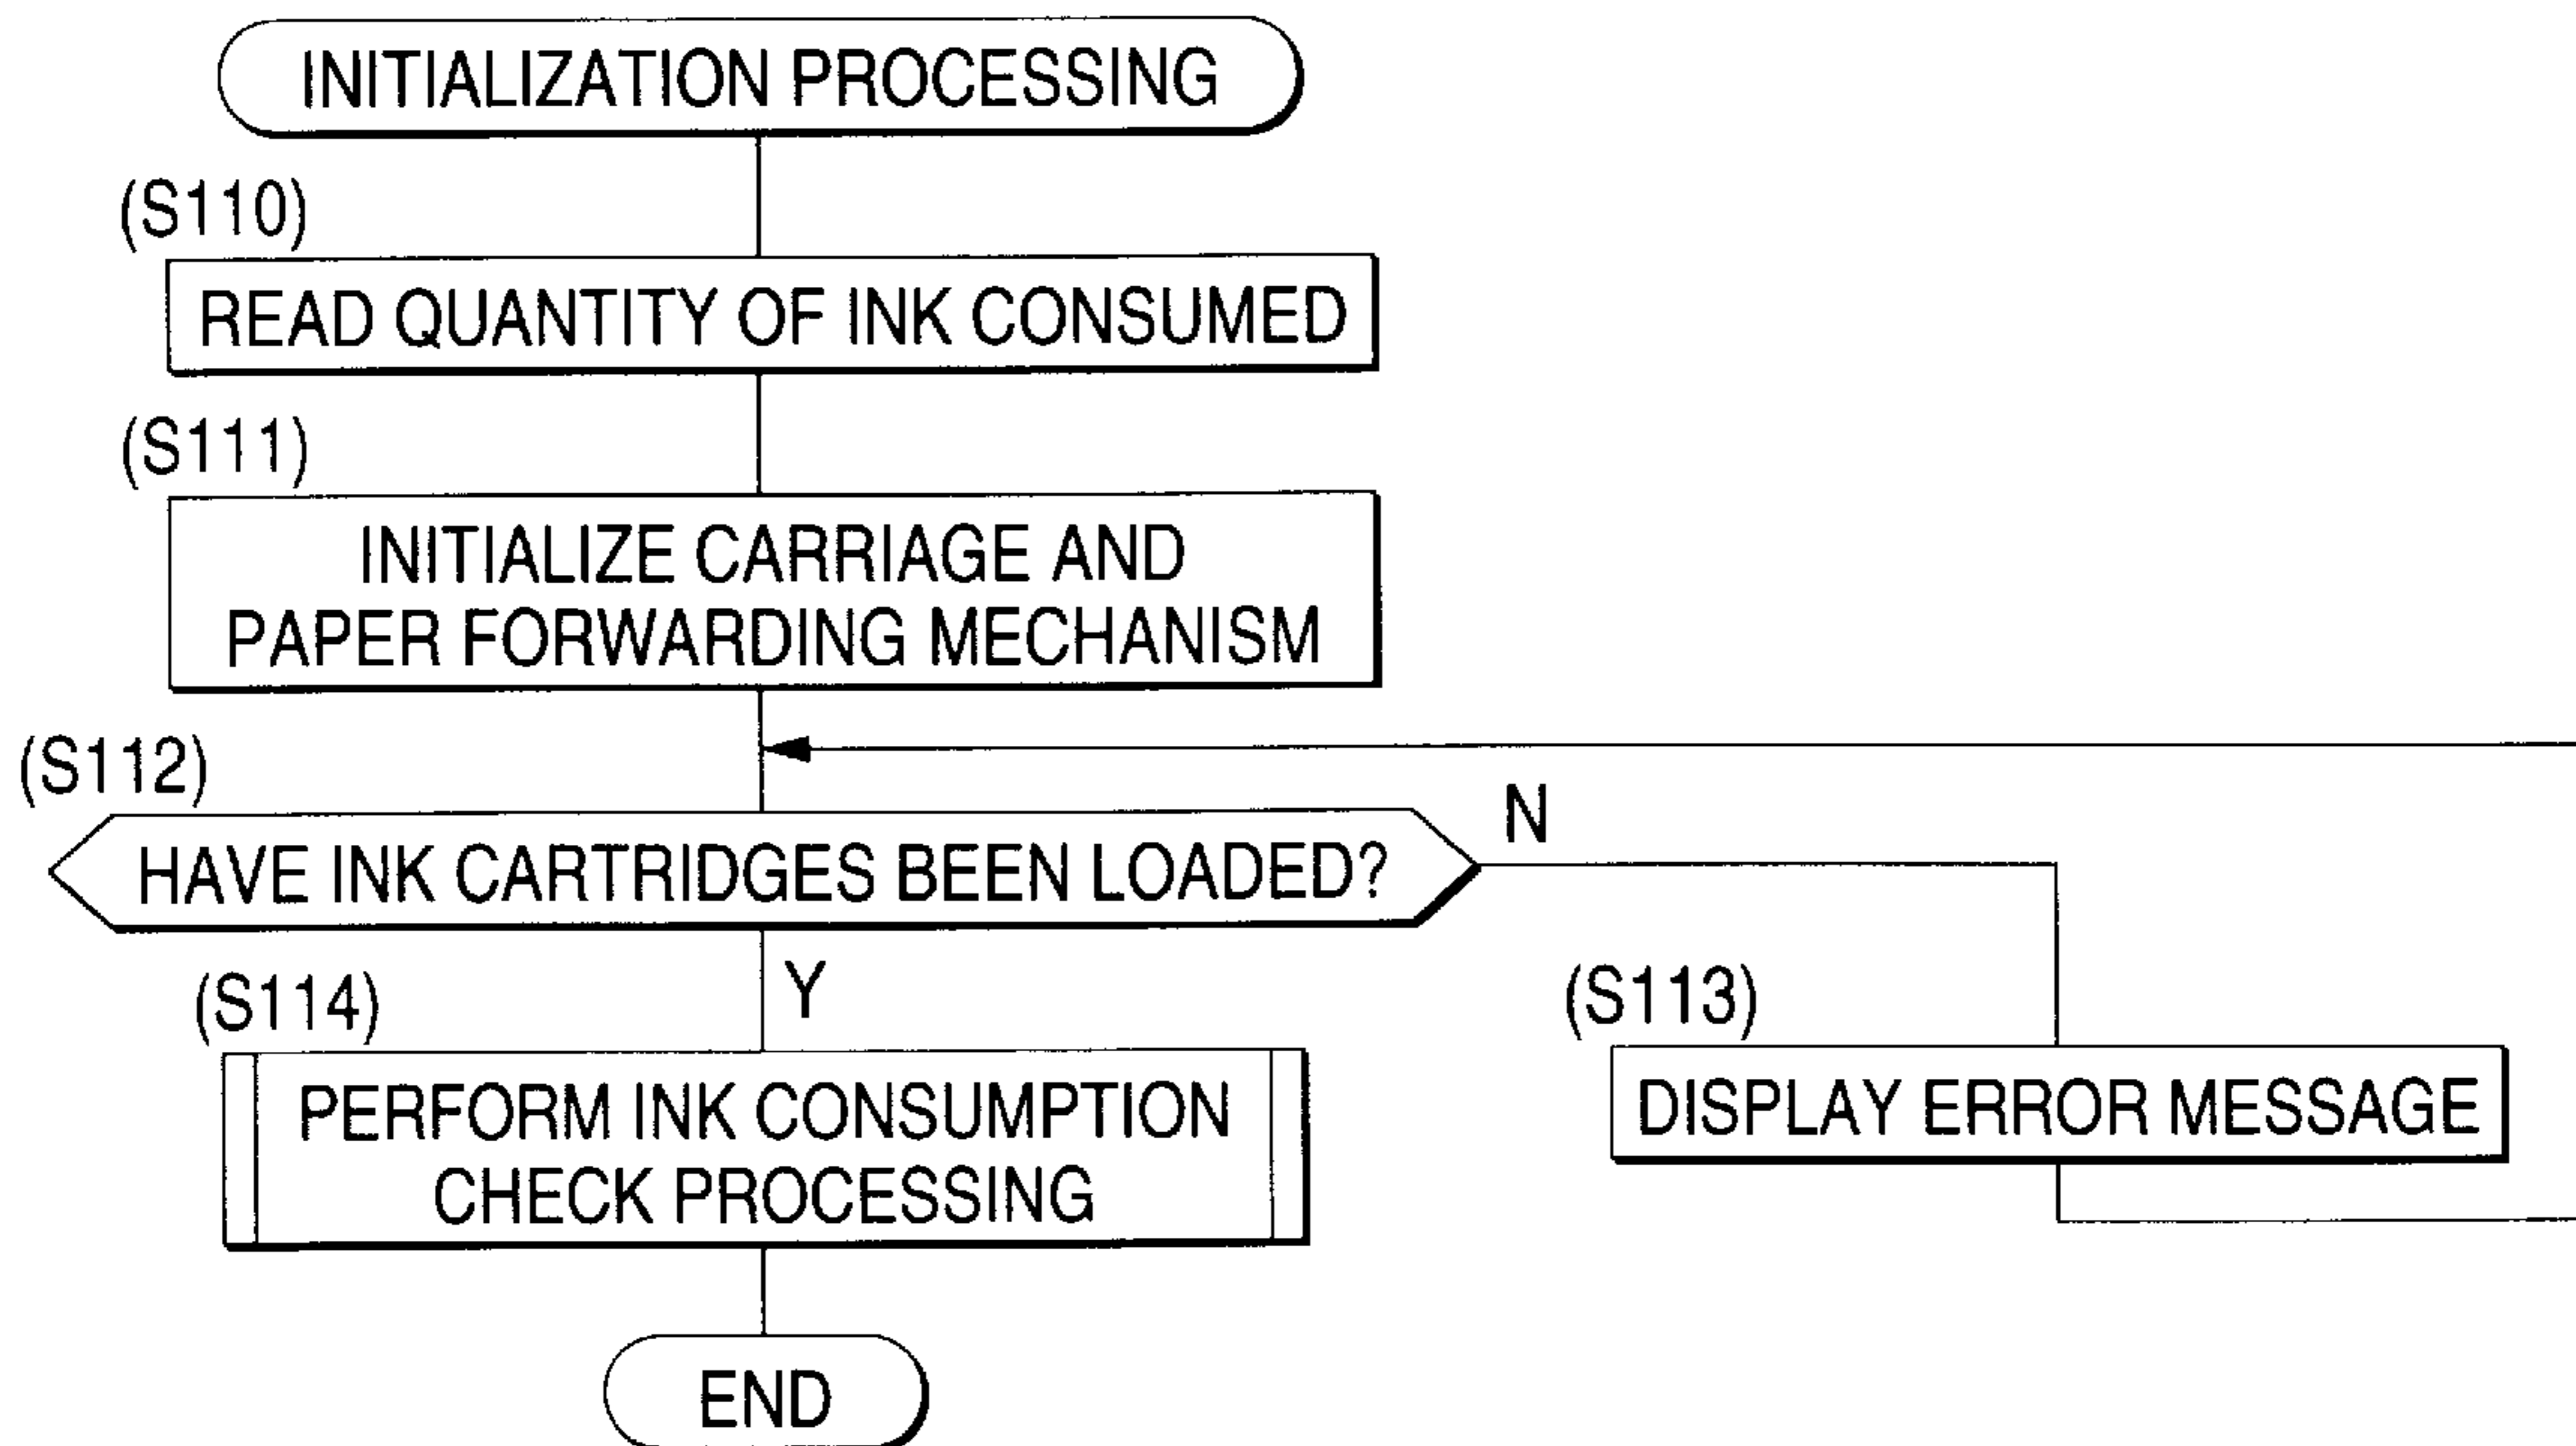 INITIALIZATION PROCESSING
(S110)
READ QUANTITY OF INK CONSUMED
(S111)
INITIALIZE CARRIAGE AND
PAPER FORWARDING MECHANISM
(S112)
HAVE INK CARTRIDGES BEEN LOADED?
N
Y
(S114)
PERFORM INK CONSUMPTION
CHECK PROCESSING
(S113)
DISPLAY ERROR MESSAGE
END